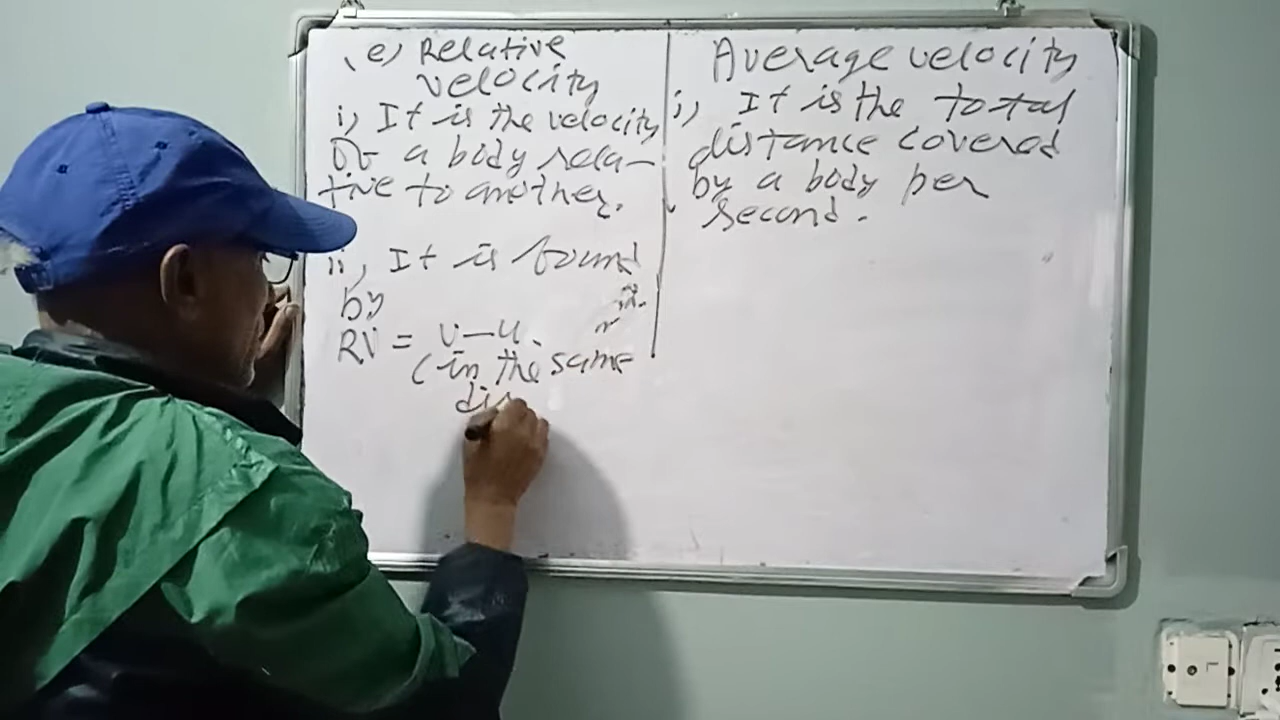 e) Relative
velocity
i) It is the velocity
of a body rela-
tive to another.
ii) It is found
by
RV = v-u.
(in the same
dir
Average velocity
i) It is the total
distance covered
by a body per
second.